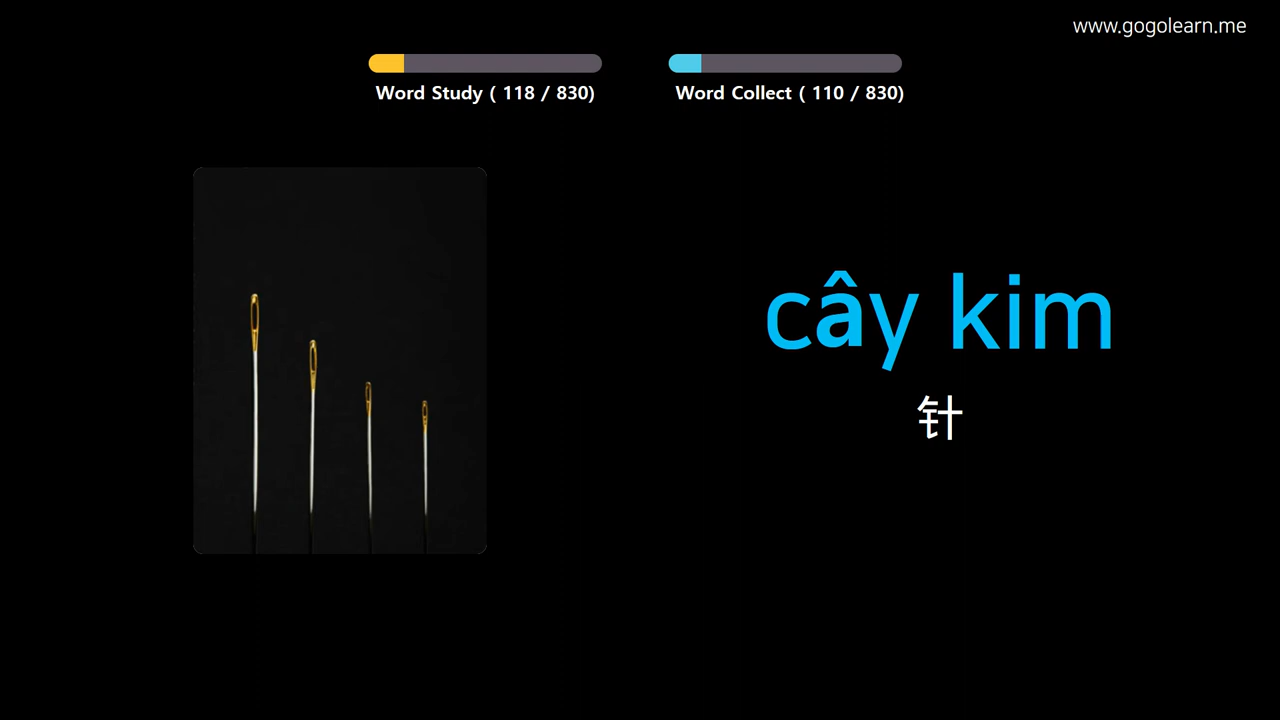 www.gogolearn.me
Word Study ( 118 / 830)
Word Collect ( 110 / 830)
cây kim
针